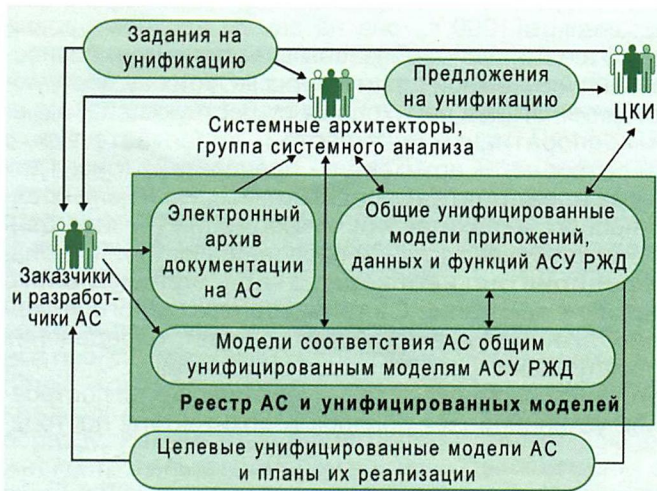 Задания на
унификацию
Предложения
на унификацию
ЦКИ
Системные архитекторы,
группа системного анализа
Электронный
архив
документации
на АС
Общие унифицированные
модели приложений,
данных и функций АСУ РЖД
Заказчики
и разработ-
чики АС
Модели соответствия АС общим
унифицированным моделям АСУ РЖД
Реестр АС и унифицированных моделей
Целевые унифицированные модели АС
и планы их реализации